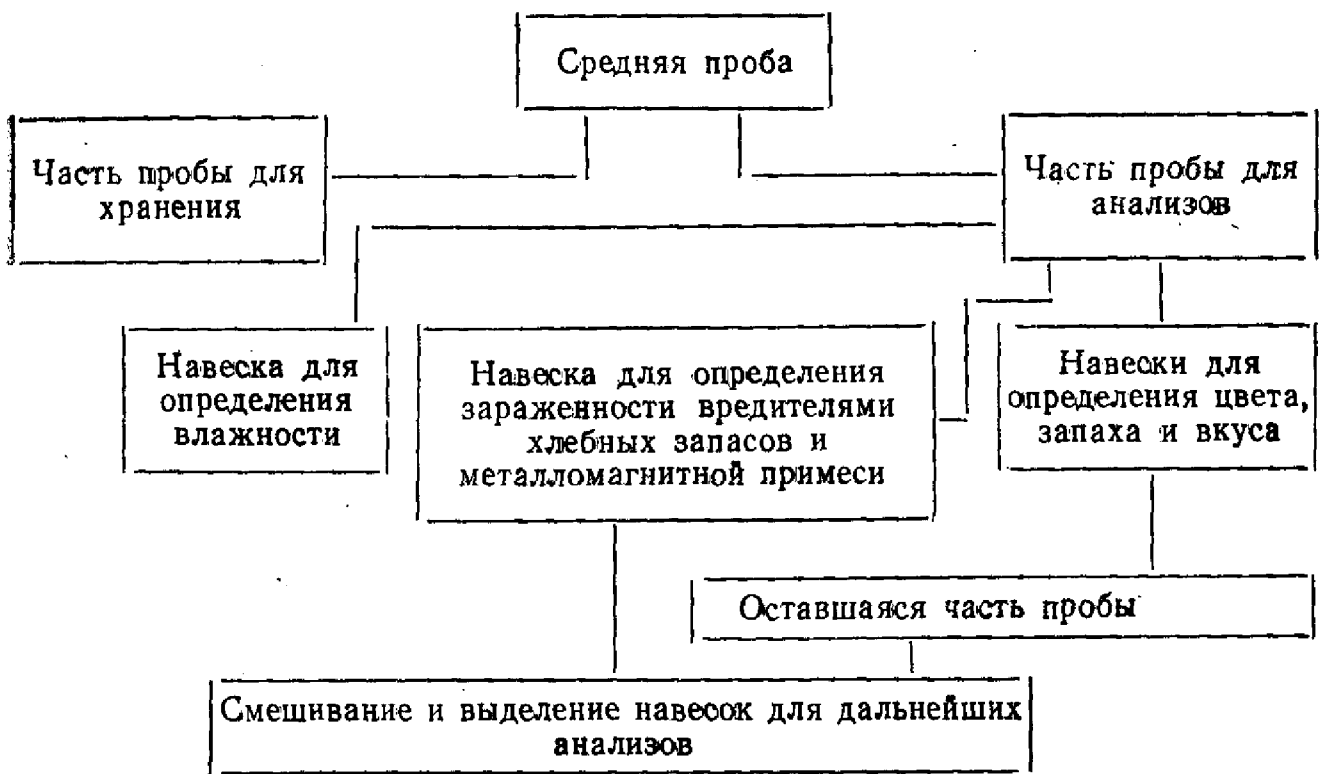 Средняя проба
Часть пробы для
хранения
Часть пробы для
анализов
Навеска для
определения
влажности
Навеска для определения
зараженности вредителями
хлебных запасов и
металломагнитной примеси
Навески для
определения цвета,
запаха и вкуса
Оставшаяся часть пробы
Смешивание и выделение навесок для дальнейших
анализов